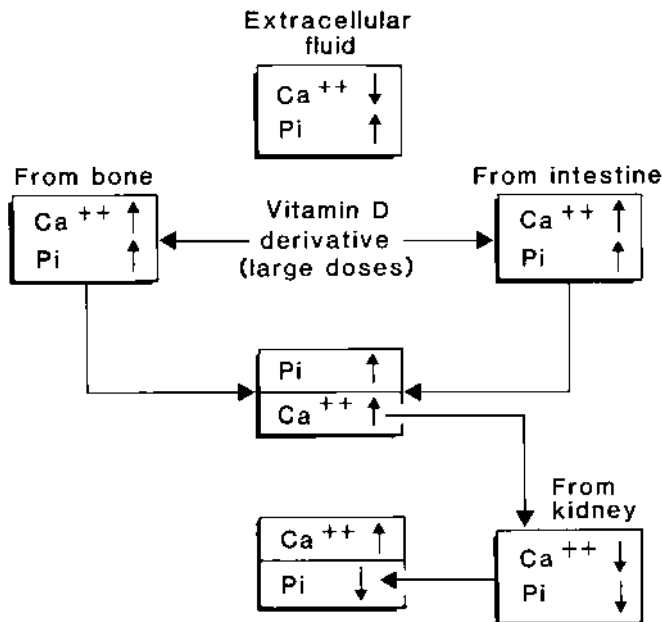 Extracellular
fluid
Ca ++ ↓
Pi ↑
From bone
Ca ++ ↑
Pi ↑
Vitamin D
derivative
(large doses)
From intestine
Ca ++ ↑
Pi ↑
Pi ↑
Ca ++ ↑
From
kidney
Ca ++ ↑
Pi ↓
Ca ++ ↓
Pi ↓